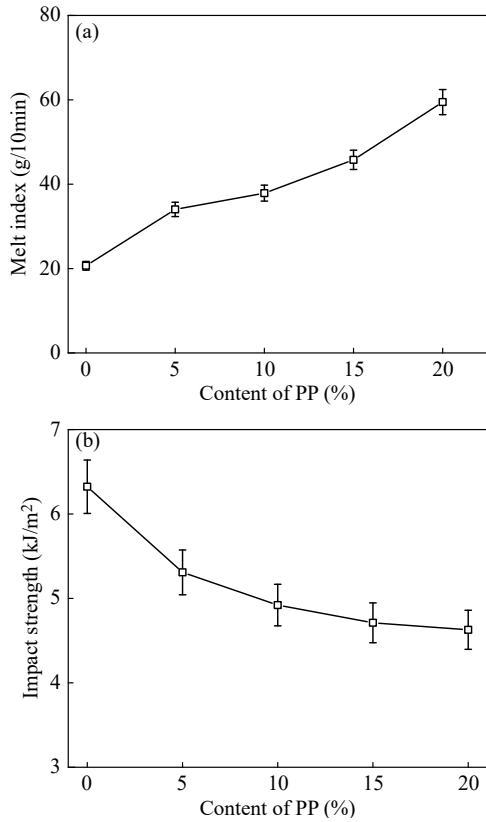 (a)
80
60
40
20
0
Melt index (g/10min)
0 5 10 15 20
Content of PP (%)
(b)
7
6
5
4
3
Impact strength (kJ/m²)
0 5 10 15 20
Content of PP (%)